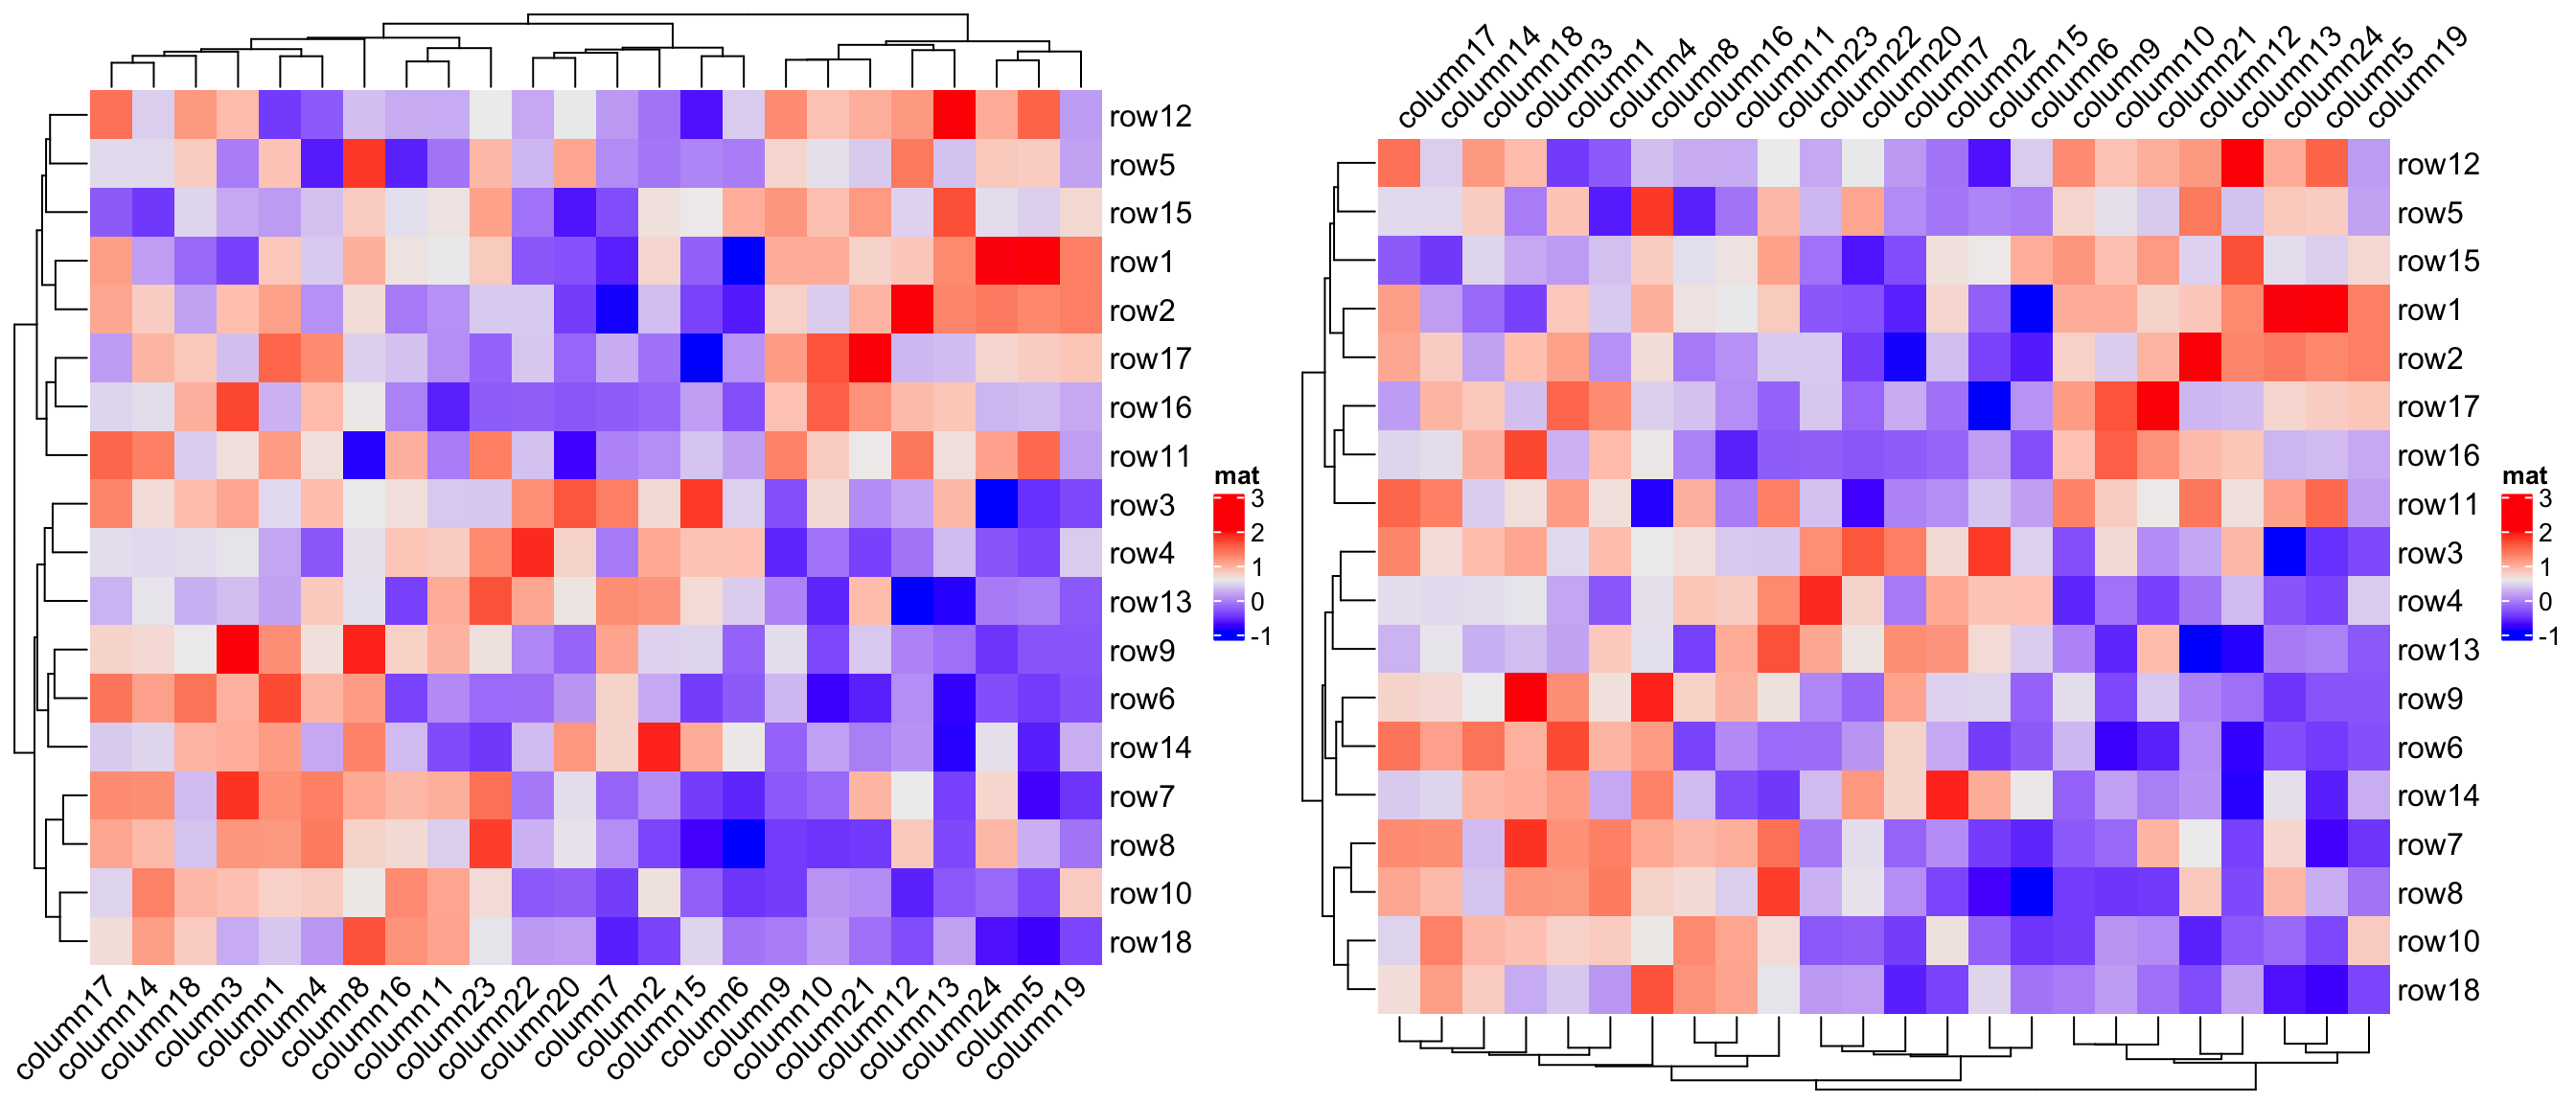 row12
row5
row15
row1
row2
row17
row16
row11
row3
row4
row13
row9
row6
row14
row7
row8
row10
row18
column17
column14
column18
column3
column1
column4
column8
column16
column11
column23
column22
column20
column7
column2
column15
column6
column9
column10
column21
column12
column13
column24
column5
column19
mat
3
2
1
0
-1
column17
column14
column18
column3
column1
column4
column8
column16
column11
column23
column22
column20
column7
column2
column15
column6
column9
column10
column21
column12
column13
column24
column5
column19
row12
row5
row15
row1
row2
row17
row16
row11
row3
row4
row13
row9
row6
row14
row7
row8
row10
row18
mat
3
2
1
0
-1